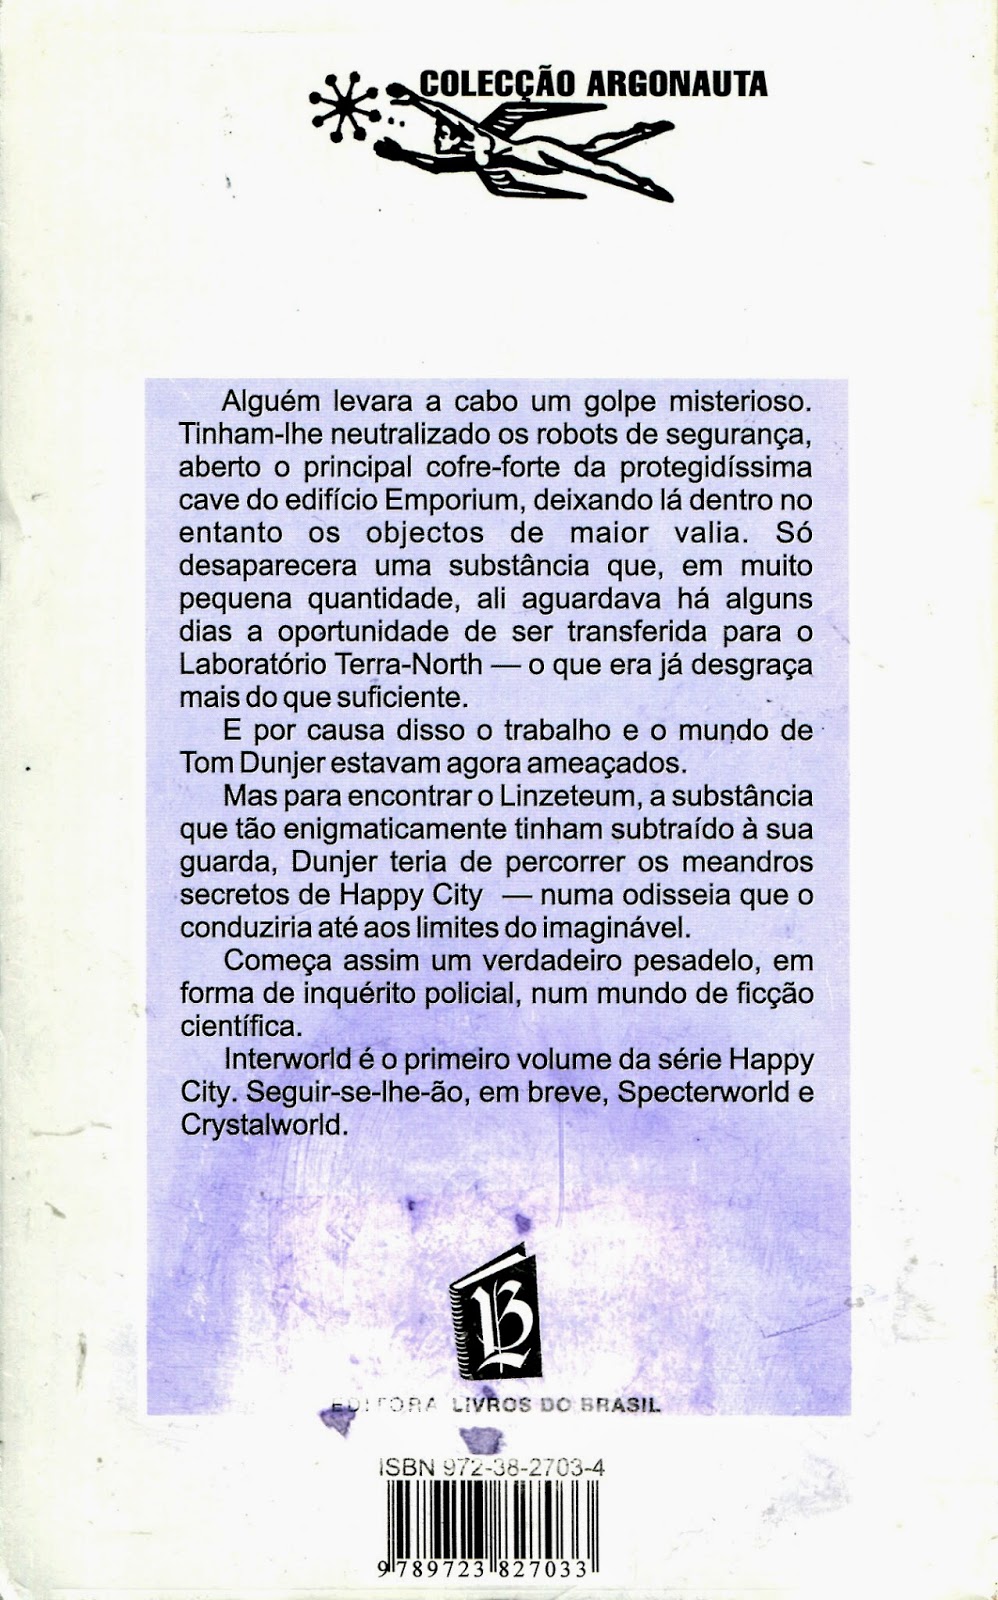 COLECÇÃO ARGONAUTA
Alguém levara a cabo um golpe misterioso.
Tinham-lhe neutralizado os robots de segurança,
aberto o principal cofre-forte da protegidíssima
cave do edifício Emporium, deixando lá dentro no
entanto os objectos de maior valia. Só
desaparecera uma substância que, em muito
pequena quantidade, ali aguardava há alguns
dias a oportunidade de ser transferida para o
Laboratório Terra-North — o que era já desgraça
mais do que suficiente.
E por causa disso o trabalho e o mundo de
Tom Dunjer estavam agora ameaçados.
Mas para encontrar o Linzeteum, a substância
que tão enigmaticamente tinham subtraído à sua
guarda, Dunjer teria de percorrer os meandros
secretos de Happy City — numa odisseia que o
conduziria até aos limites do imaginável.
Começa assim um verdadeiro pesadelo, em
forma de inquérito policial, num mundo de ficção
científica.
Interworld é o primeiro volume da série Happy
City. Seguir-se-lhe-ão, em breve, Specterworld e
Crystalworld.
LB
EDITORA LIVROS DO BRASIL
ISBN 972-38-2703-4
9 789723 827033